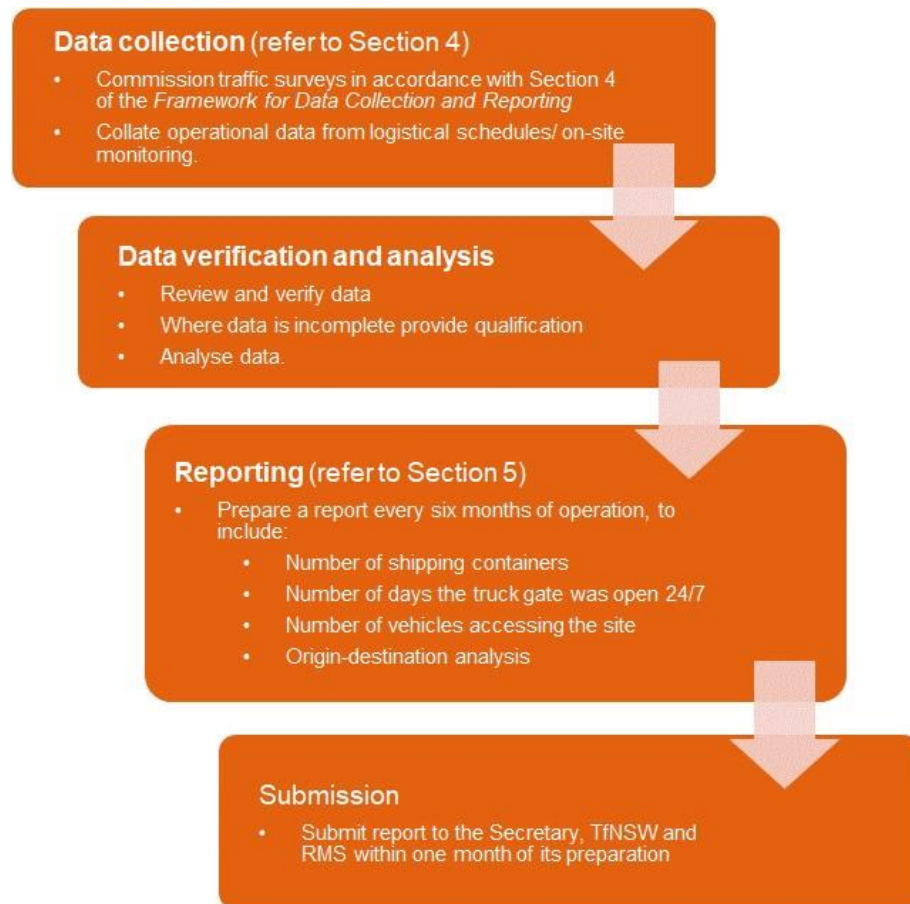 Data collection (refer to Section 4)
• Commission traffic surveys in accordance with Section 4
of the Framework for Data Collection and Reporting
• Collate operational data from logistical schedules/ on-site
monitoring.
Data verification and analysis
• Review and verify data
• Where data is incomplete provide qualification
• Analyse data.
Reporting (refer to Section 5)
• Prepare a report every six months of operation, to
include:
• Number of shipping containers
• Number of days the truck gate was open 24/7
• Number of vehicles accessing the site
• Origin-destination analysis
Submission
• Submit report to the Secretary, TfNSW and
RMS within one month of its preparation